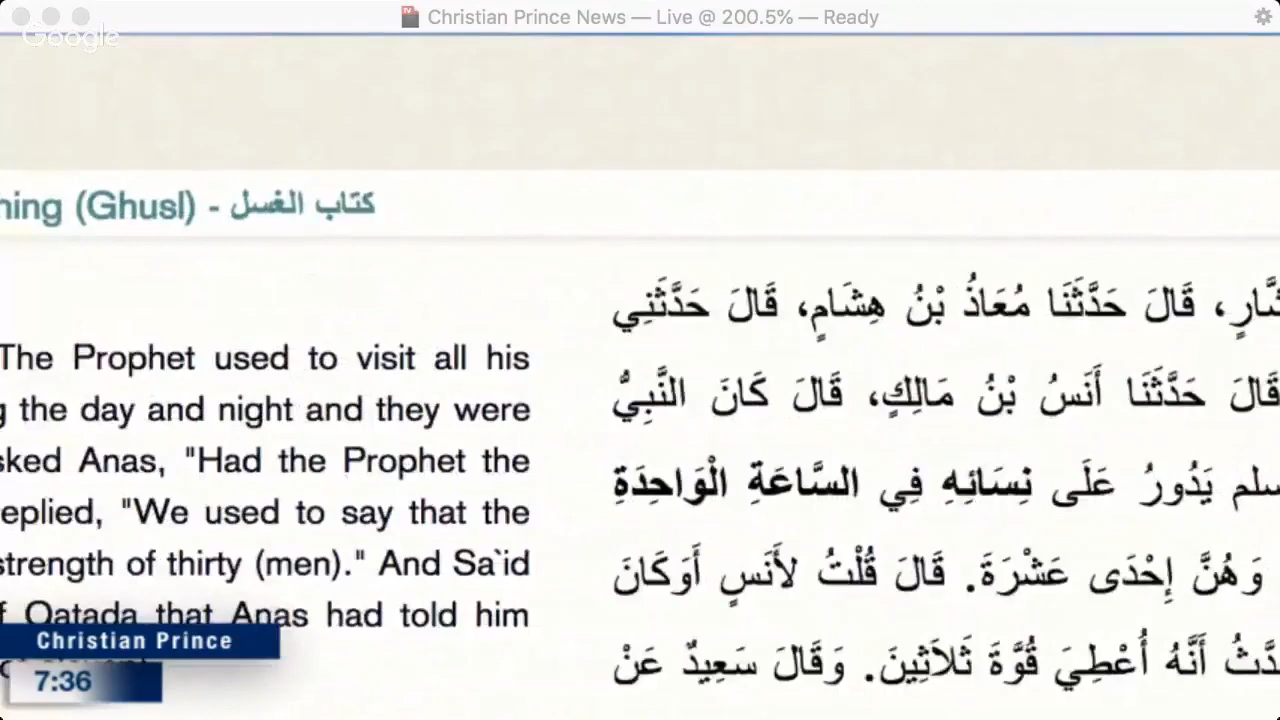 Christian Prince News — Live @ 200.5% — Ready
Google
hing (Ghusl) - كتاب الغسل
The Prophet used to visit all his
g the day and night and they were
sked Anas, "Had the Prophet the
eplied, "We used to say that the
strength of thirty (men)." And Sa`id
f Qatada that Anas had told him
شَّارٍ، قَالَ حَدَّثَنَا مُعَاذُ بْنُ هِشَامٍ، قَالَ حَدَّثَنِي
قَالَ حَدَّثَنَا أَنَسُ بْنُ مَالِكٍ، قَالَ كَانَ النَّبِيُّ
سلم يَدُورُ عَلَى نِسَائِهِ فِي السَّاعَةِ الْوَاحِدَةِ
وَهُنَّ إِحْدَى عَشْرَةَ. قَالَ قُلْتُ لأَنَسٍ أَوَكَانَ
دَّثُ أَنَّهُ أُعْطِيَ قُوَّةَ ثَلاَثِينَ. وَقَالَ سَعِيدٌ عَنْ
Christian Prince
7:36